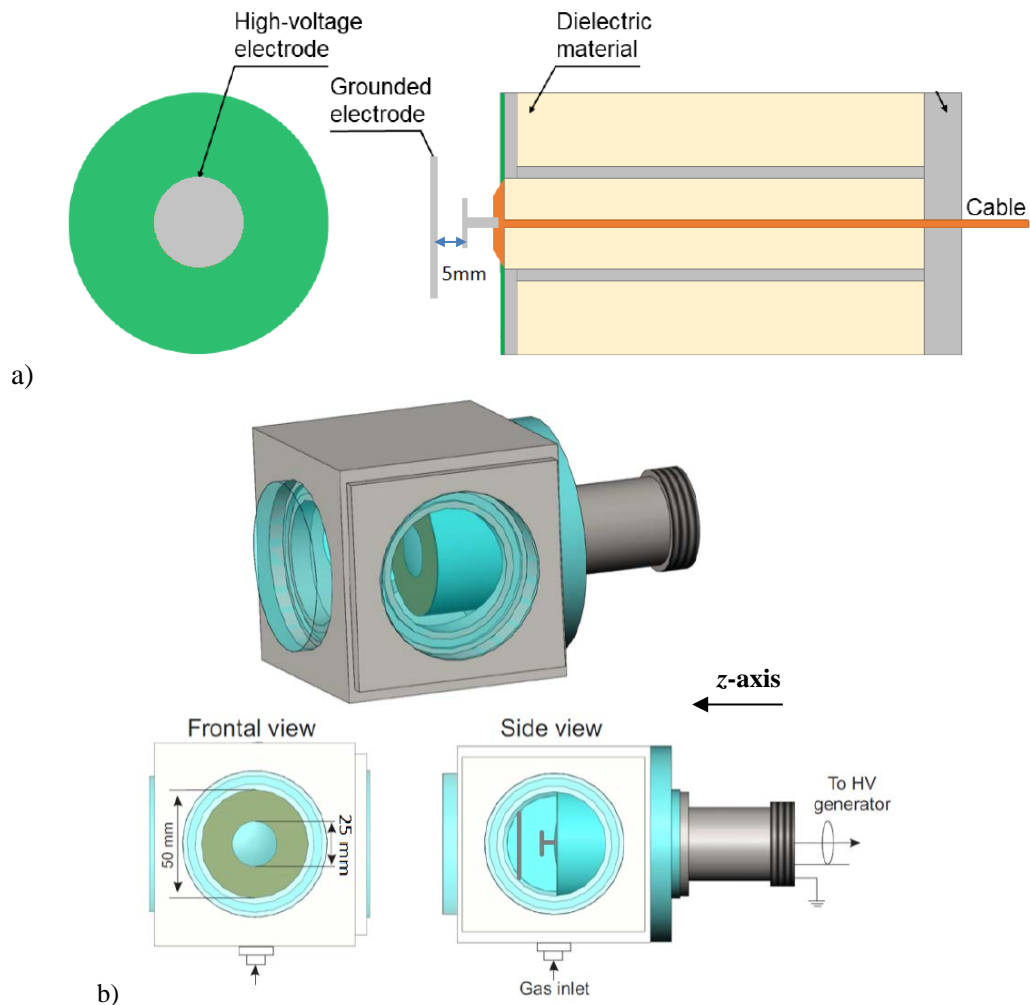 High-voltage
electrode
Grounded
electrode
Dielectric
material
Cable
5mm
a)
z-axis
Frontal view
Side view
50 mm
25 mm
To HV
generator
Gas inlet
b)